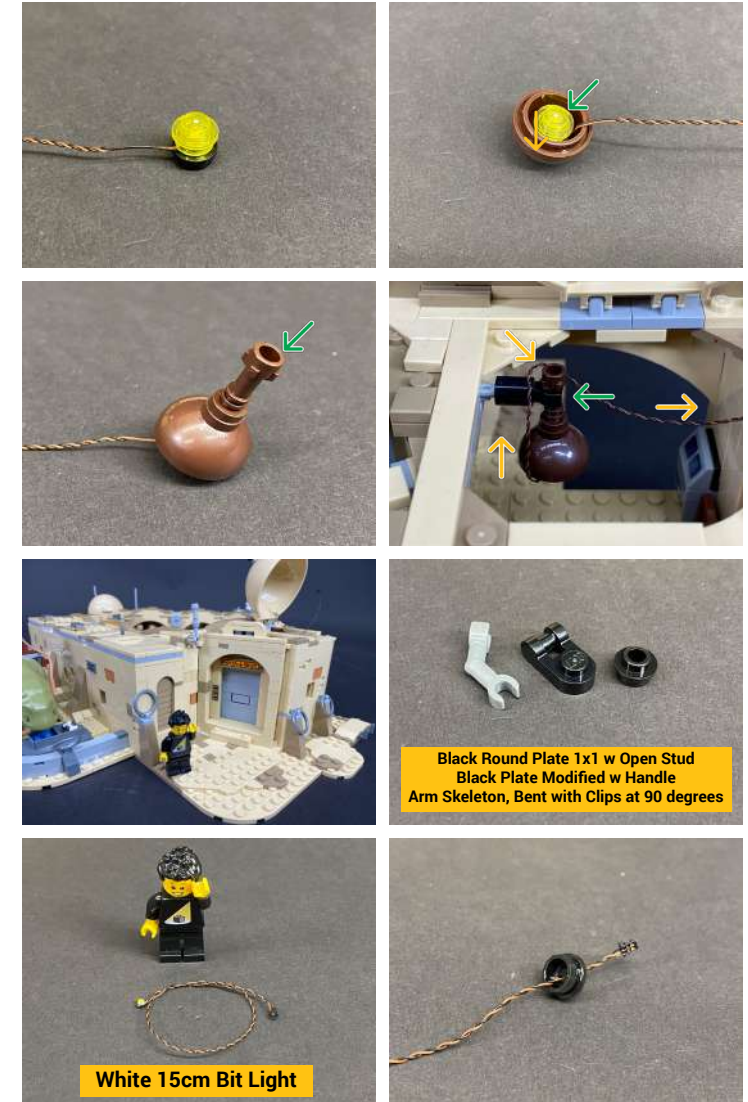 Black Round Plate 1x1 w Open Stud
Black Plate Modified w Handle
Arm Skeleton, Bent with Clips at 90 degrees
White 15cm Bit Light